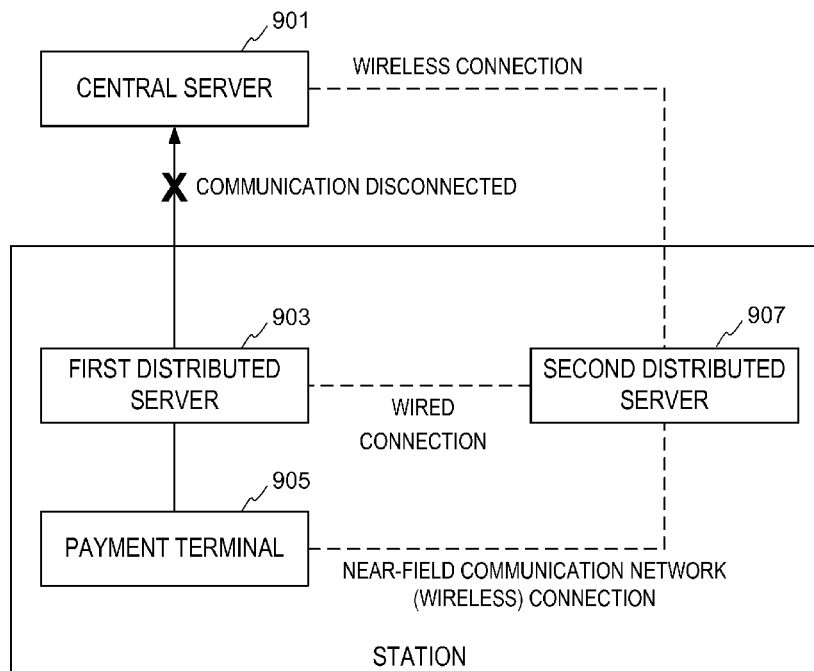 901
CENTRAL SERVER
WIRELESS CONNECTION
COMMUNICATION DISCONNECTED
903
907
FIRST DISTRIBUTED
SERVER
SECOND DISTRIBUTED
SERVER
WIRED
CONNECTION
905
PAYMENT TERMINAL
NEAR-FIELD COMMUNICATION NETWORK
(WIRELESS) CONNECTION
STATION